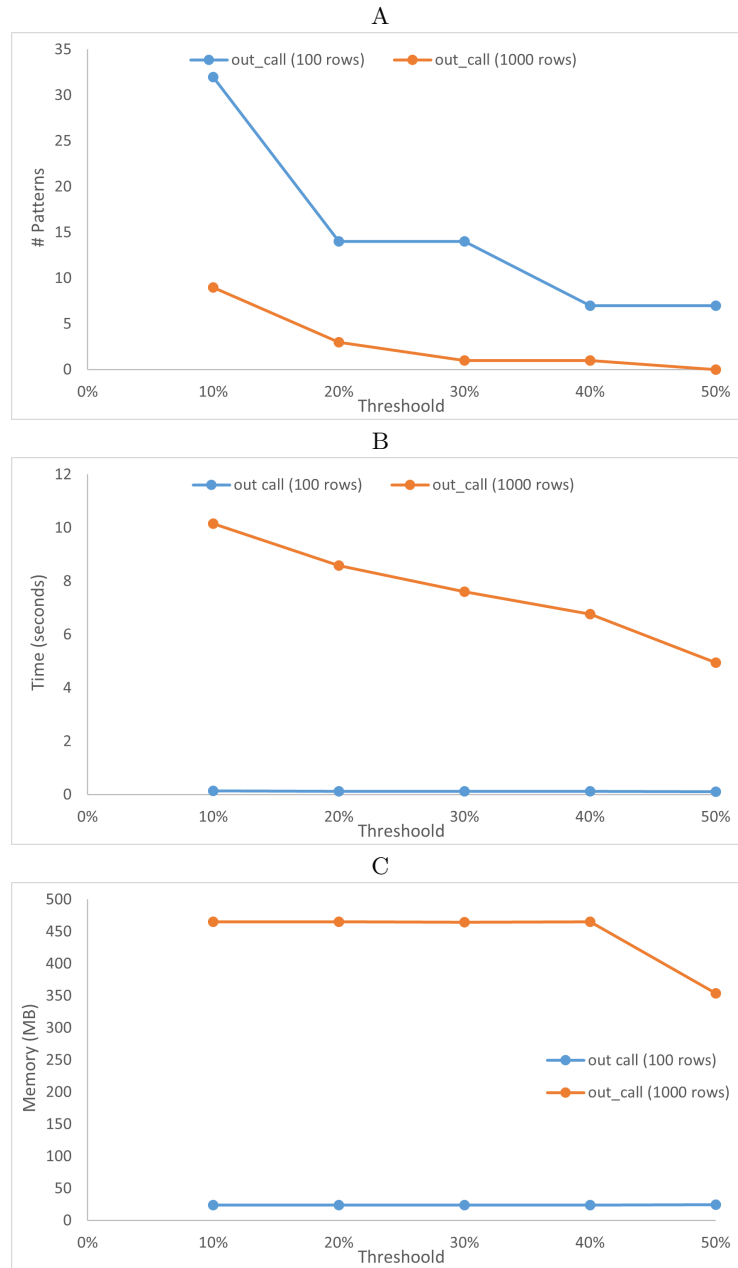 A
35
out_call (100 rows)
out_call (1000 rows)
30
25
20
15
10
5
0
# Patterns
0% 10% 20% 30% 40% 50%
Threshoold
B
12
out call (100 rows)
out_call (1000 rows)
10
8
6
4
2
0
Time (seconds)
0% 10% 20% 30% 40% 50%
Threshoold
C
500
450
400
350
300
250
200
150
100
50
0
Memory (MB)
out call (100 rows)
out_call (1000 rows)
0% 10% 20% 30% 40% 50%
Threshoold